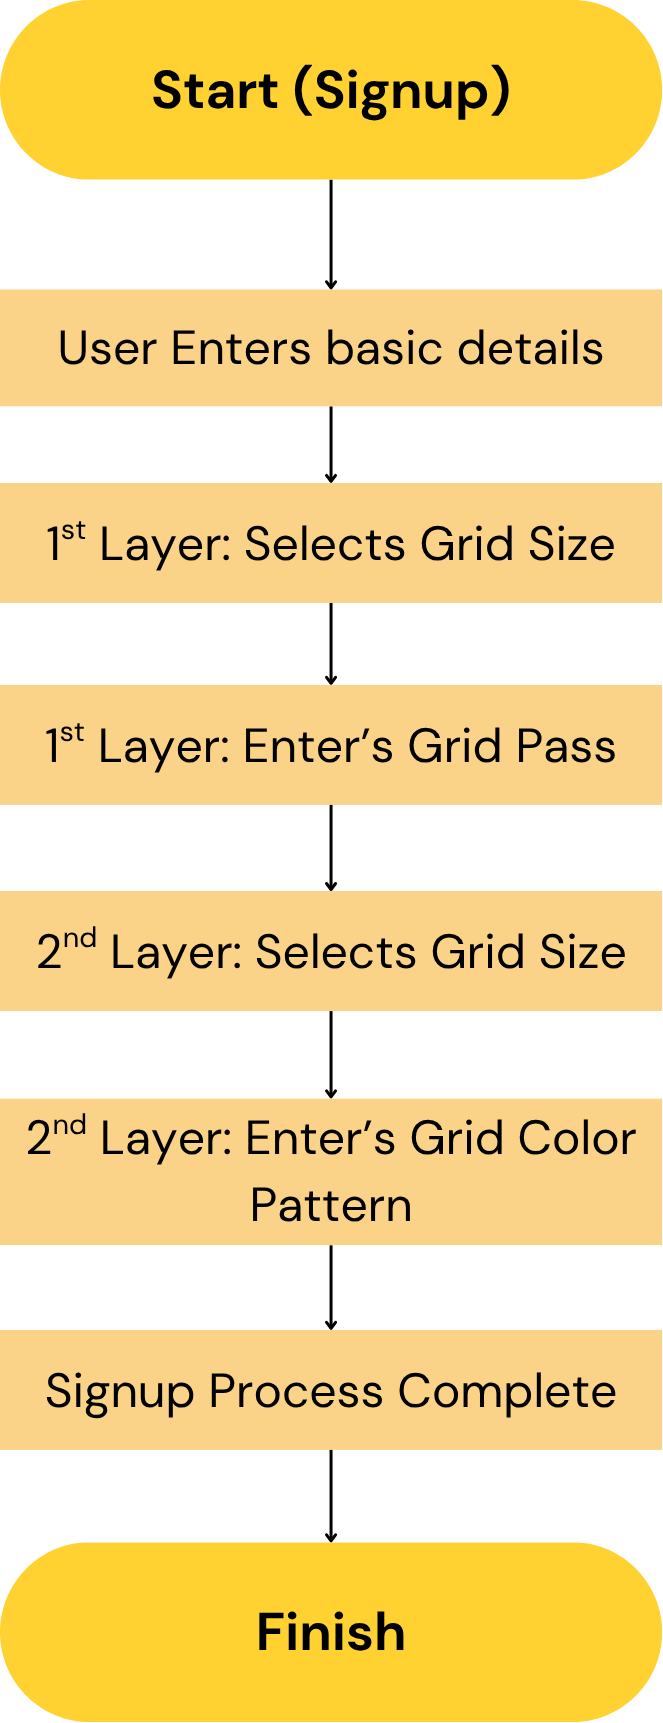 Start (Signup)
User Enters basic details
1st Layer: Selects Grid Size
1st Layer: Enter’s Grid Pass
2nd Layer: Selects Grid Size
2nd Layer: Enter’s Grid Color
Pattern
Signup Process Complete
Finish